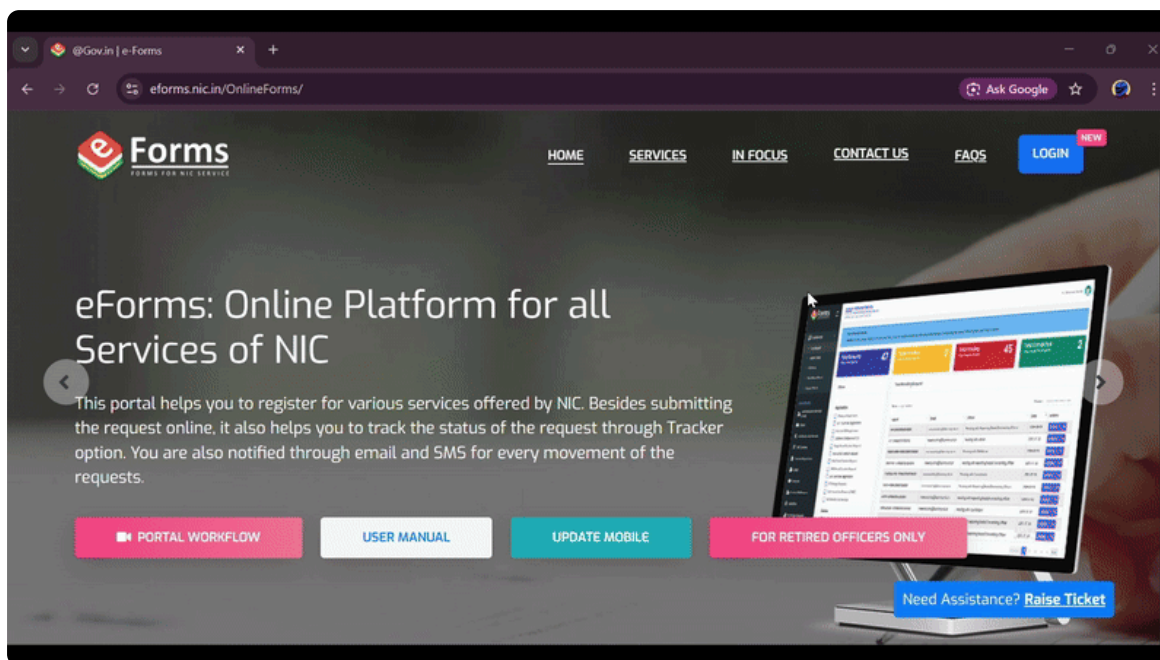 @Gov.in | e-Forms
eforms.nic.in/OnlineForms/
Ask Google
e Forms
FORMS FOR NIC SERVICE
HOME
SERVICES
IN FOCUS
CONTACT US
FAQS
LOGIN
NEW
eForms: Online Platform for all
Services of NIC
This portal helps you to register for various services offered by NIC. Besides submitting
the request online, it also helps you to track the status of the request through Tracker
option. You are also notified through email and SMS for every movement of the
requests.
PORTAL WORKFLOW
USER MANUAL
UPDATE MOBILE
FOR RETIRED OFFICERS ONLY
Need Assistance? Raise Ticket